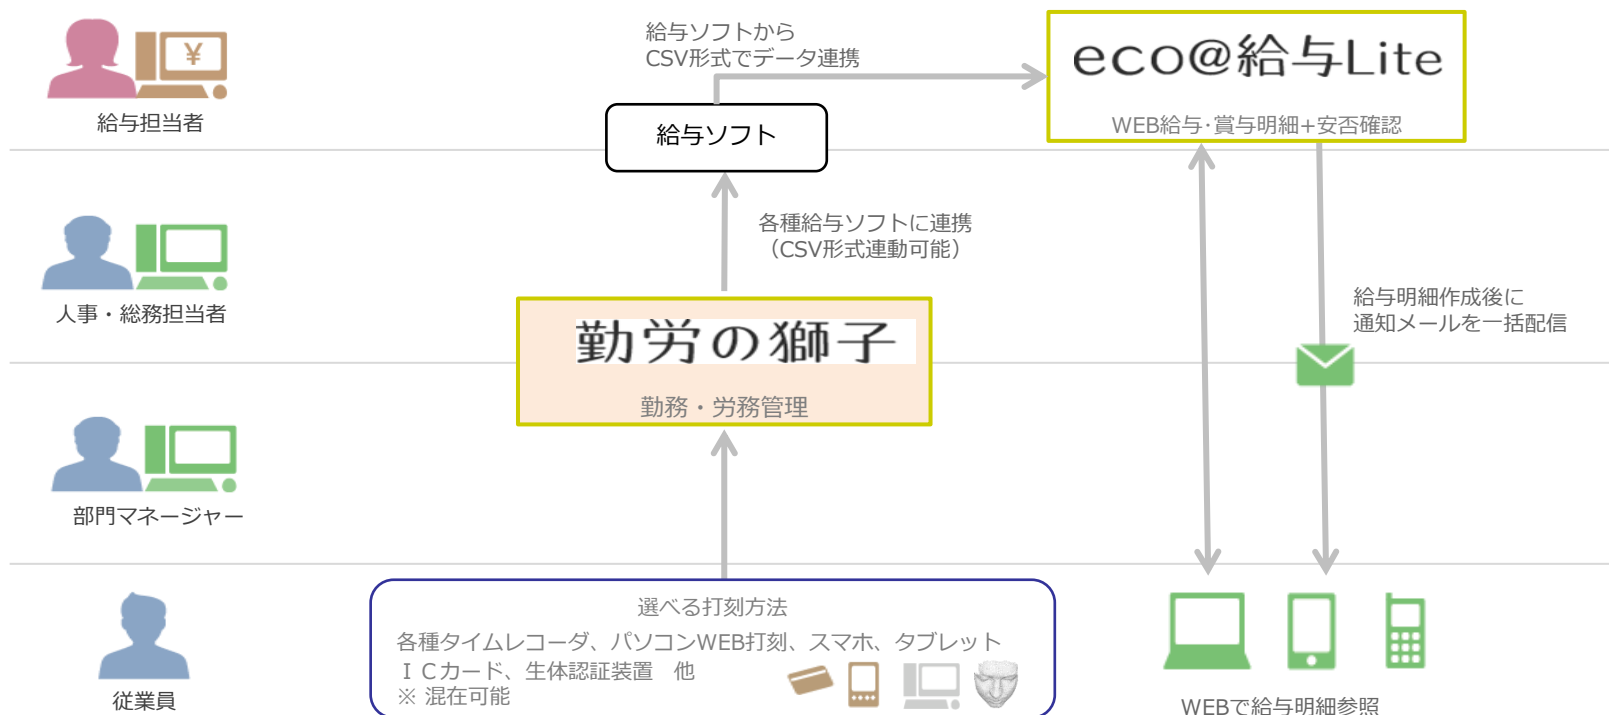 給与ソフトから
CSV形式でデータ連携
eco@給与Lite
WEB給与･賞与明細+安否確認
¥
給与担当者
給与ソフト
各種給与ソフトに連携
（CSV形式連動可能）
人事・総務担当者
勤労の獅子
勤務・労務管理
給与明細作成後に
通知メールを一括配信
部門マネージャー
選べる打刻方法
各種タイムレコーダ、パソコンWEB打刻、スマホ、タブレット
ＩＣカード、生体認証装置　他
※ 混在可能
従業員
WEBで給与明細参照